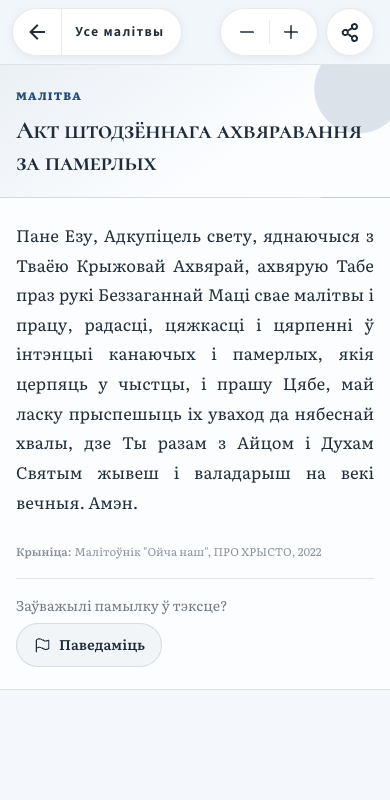 Усе малітвы
МАЛІТВА
Акт штодзённага ахвяравання
за памерлых
Пане Езу, Адкупіцель свету, яднаючыся з
Тваёю Крыжовай Ахвярай, ахвярую Табе
праз рукі Беззаганнай Маці свае малітвы і
працу, радасці, цяжкасці і цярпенні ў
інтэнцыі канаючых і памерлых, якія
церпяць у чыстцы, і прашу Цябе, май
ласку прыспешыць іх уваход да нябеснай
хвалы, дзе Ты разам з Айцом і Духам
Святым жывеш і валадарыш на векі
вечныя. Амэн.
Крыніца: Малітоўнік "Ойча наш", ПРО ХРЫСТО, 2022
Заўважылі памылку ў тэксце?
Паведаміць